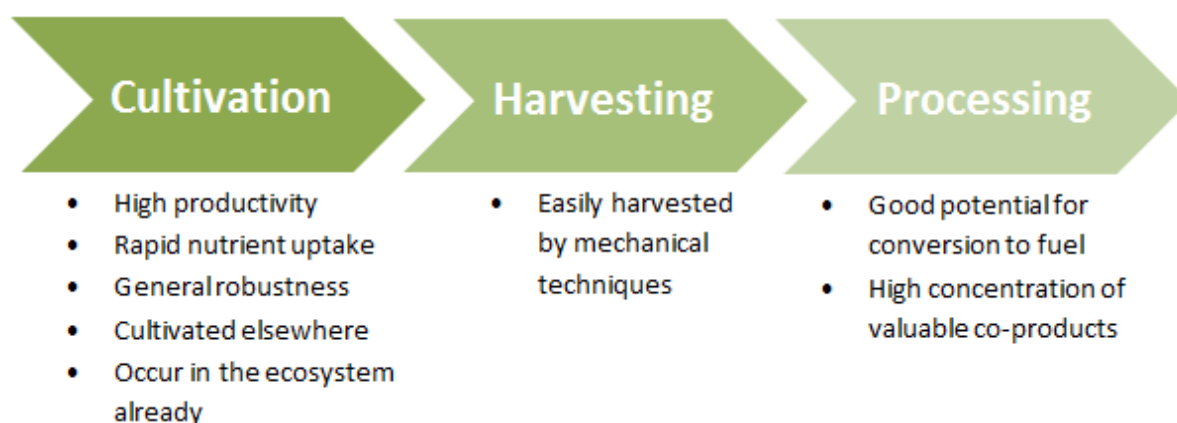 Cultivation
Harvesting
Processing
• High productivity
• Rapid nutrient uptake
• General robustness
• Cultivated elsewhere
• Occur in the ecosystem
already
• Easily harvested
by mechanical
techniques
• Good potential for
conversion to fuel
• High concentration of
valuable co-products